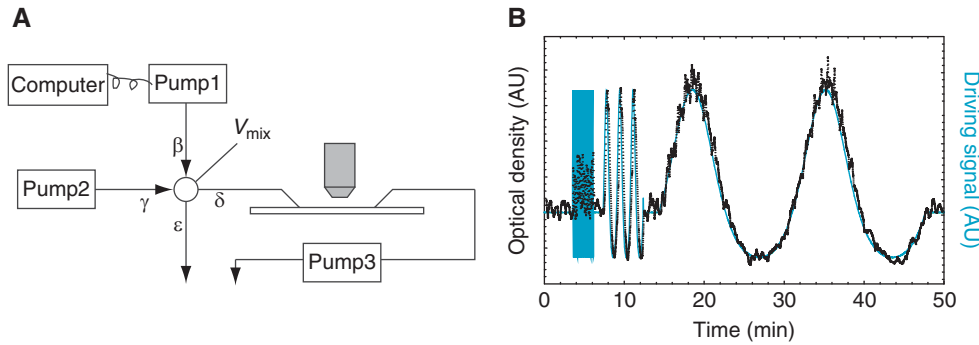 A
Computer
Pump1
V mix
β
Pump2
γ
δ
ε
Pump3
B
Optical density (AU)
Driving signal (AU)
0 10 20 30 40 50
Time (min)